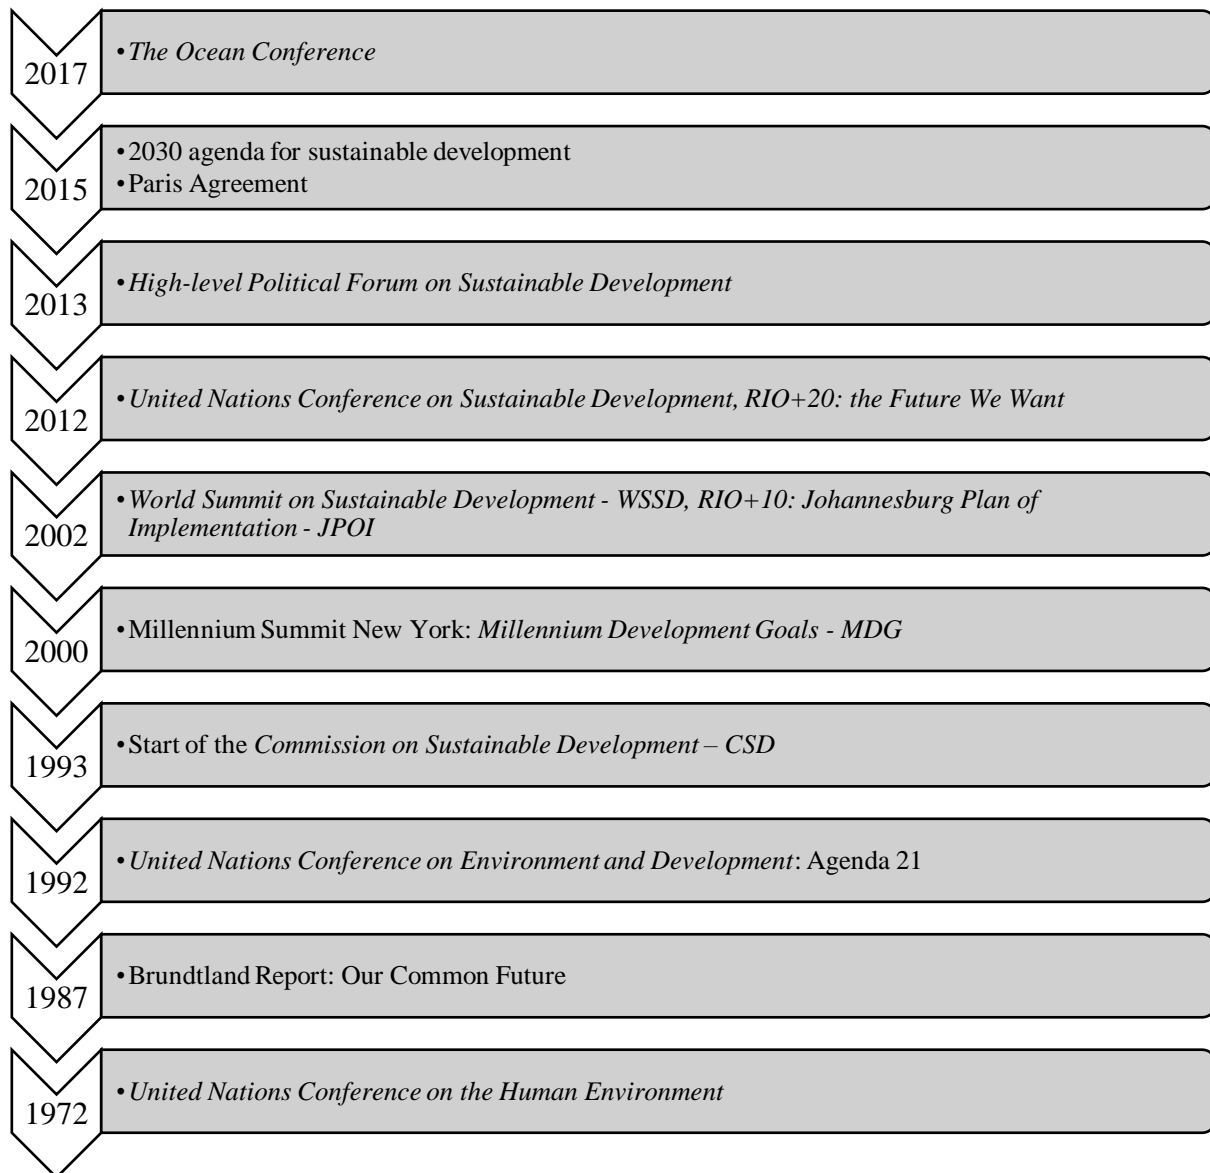 2017
•The Ocean Conference
2015
•2030 agenda for sustainable development
•Paris Agreement
2013
•High-level Political Forum on Sustainable Development
2012
•United Nations Conference on Sustainable Development, RIO+20: the Future We Want
2002
•World Summit on Sustainable Development - WSSD, RIO+10: Johannesburg Plan of
Implementation - JPOI
2000
•Millennium Summit New York: Millennium Development Goals - MDG
1993
•Start of the Commission on Sustainable Development – CSD
1992
•United Nations Conference on Environment and Development: Agenda 21
1987
•Brundtland Report: Our Common Future
1972
•United Nations Conference on the Human Environment